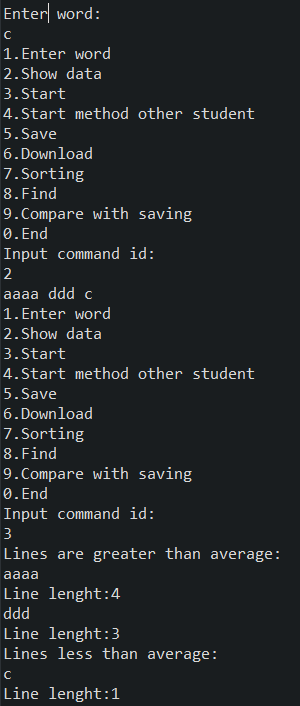 Enter word:
c
1.Enter word
2.Show data
3.Start
4.Start method other student
5.Save
6.Download
7.Sorting
8.Find
9.Compare with saving
0.End
Input command id:
2
aaaa ddd c
1.Enter word
2.Show data
3.Start
4.Start method other student
5.Save
6.Download
7.Sorting
8.Find
9.Compare with saving
0.End
Input command id:
3
Lines are greater than average:
aaaa
Line lenght:4
ddd
Line lenght:3
Lines less than average:
c
Line lenght:1